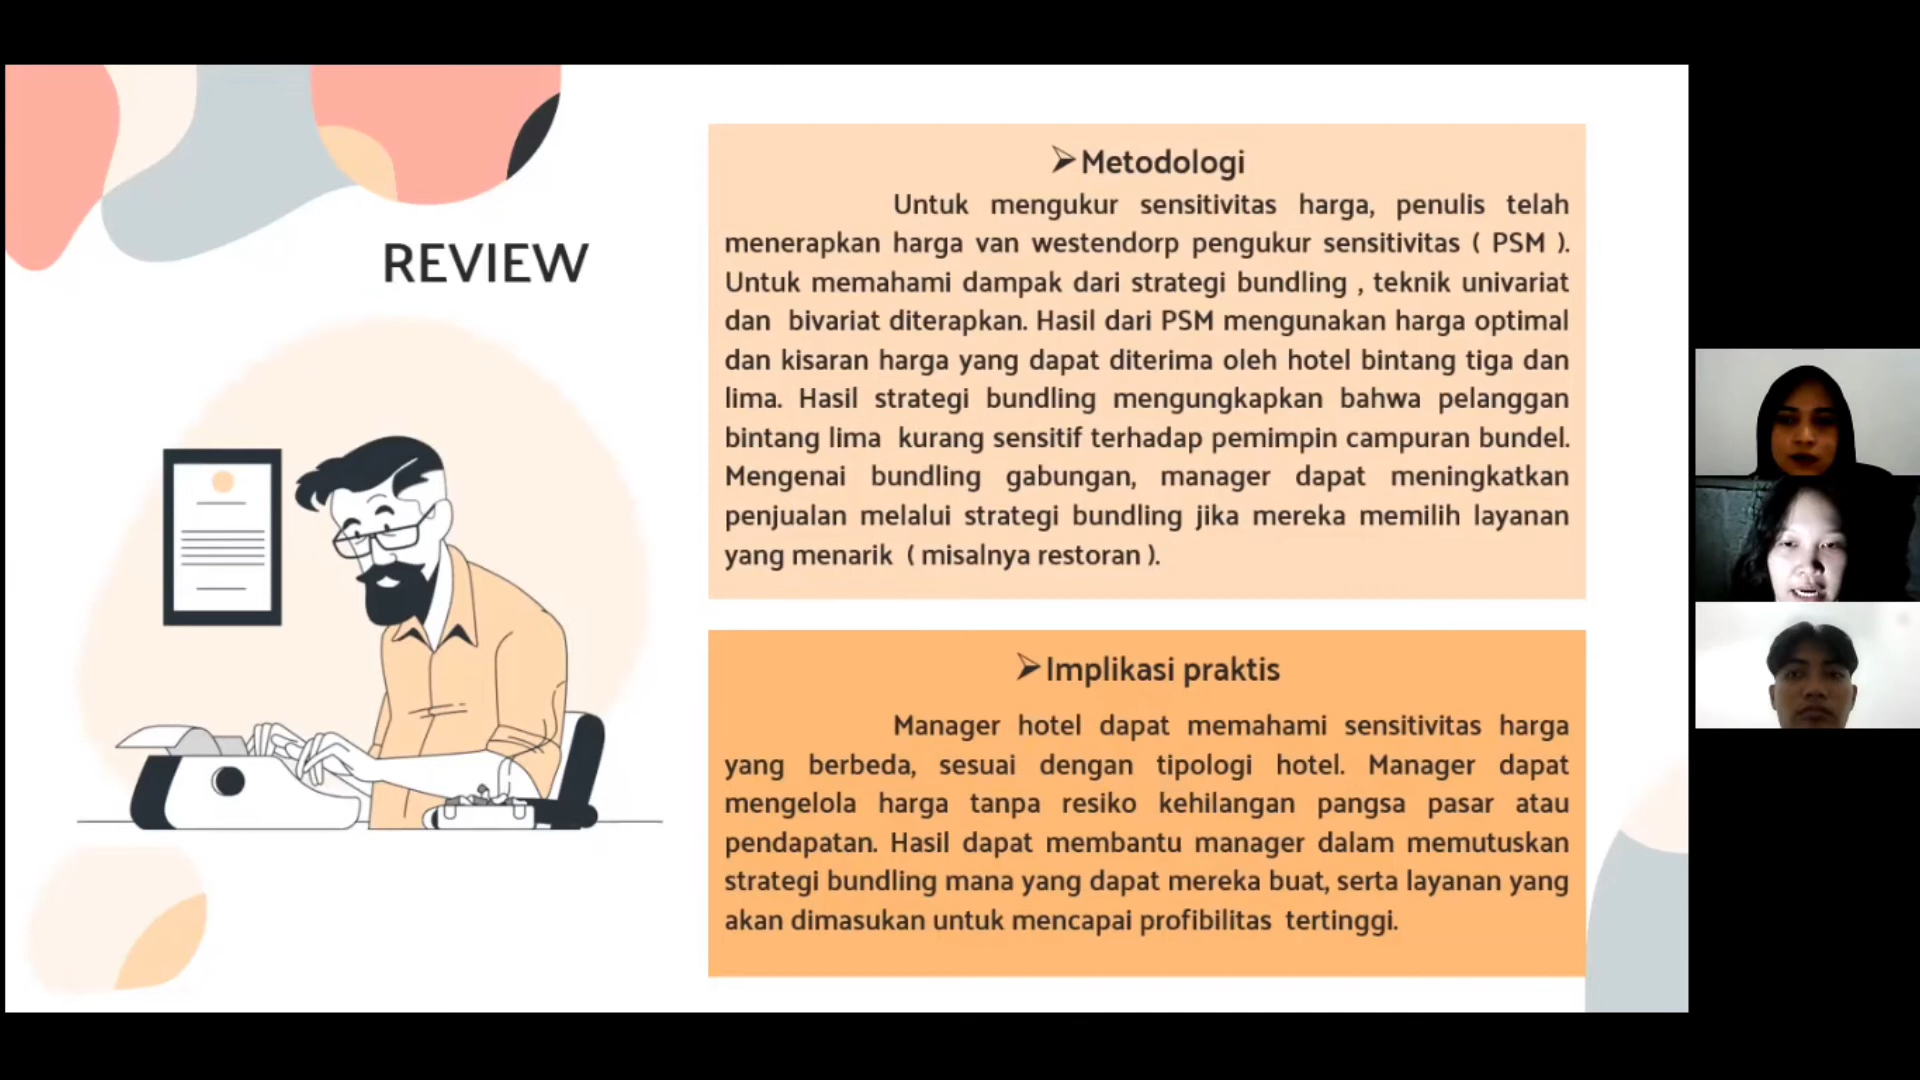 REVIEW
➢Metodologi
Untuk mengukur sensitivitas harga, penulis telah
menerapkan harga van westendorp pengukur sensitivitas ( PSM ).
Untuk memahami dampak dari strategi bundling , teknik univariat
dan bivariat diterapkan. Hasil dari PSM mengunakan harga optimal
dan kisaran harga yang dapat diterima oleh hotel bintang tiga dan
lima. Hasil strategi bundling mengungkapkan bahwa pelanggan
bintang lima kurang sensitif terhadap pemimpin campuran bundel.
Mengenai bundling gabungan, manager dapat meningkatkan
penjualan melalui strategi bundling jika mereka memilih layanan
yang menarik ( misalnya restoran ).
➢Implikasi praktis
Manager hotel dapat memahami sensitivitas harga
yang berbeda, sesuai dengan tipologi hotel. Manager dapat
mengelola harga tanpa resiko kehilangan pangsa pasar atau
pendapatan. Hasil dapat membantu manager dalam memutuskan
strategi bundling mana yang dapat mereka buat, serta layanan yang
akan dimasukan untuk mencapai profibilitas tertinggi.